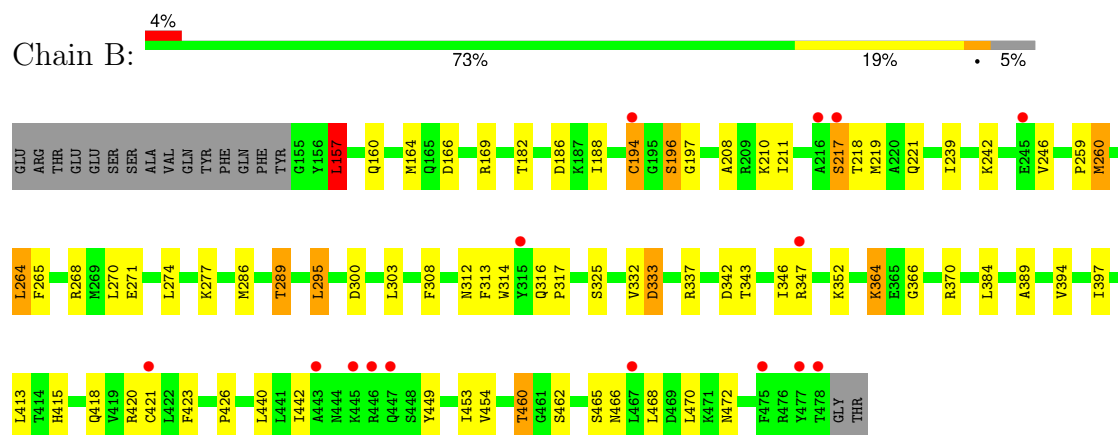 4%
Chain B:
73% 19% • 5%
GLU ARG THR GLU GLU SER SER ALA VAL GLN TYR PHE GLN PHE TYR G155 Y156 L157 Q160 M164 Q165 D166 R169 T182 D186 K187 I188 C194 G195 S196 G197 A208 R209 K210 I211 A216 S217 T218 M219 A220 Q221 I239 K242 E245 V246 P259 M260
L264 F265 R268 M269 L270 E271 L274 K277 M286 T289 L295 D300 L303 F308 N312 F313 W314 Y315 Q316 P317 S325 V332 D333 R337 D342 T343 I346 R347 K352 K364 E365 G366 R370 L384 A389 V394 I397
L413 T414 H415 Q418 V419 R420 C421 L422 F423 P426 L440 L441 I442 A443 N444 K445 R446 Q447 S448 Y449 I453 V454 T460 G461 S462 S465 N466 L467 L468 D469 L470 K471 N472 F475 R476 Y477 T478 GLY THR